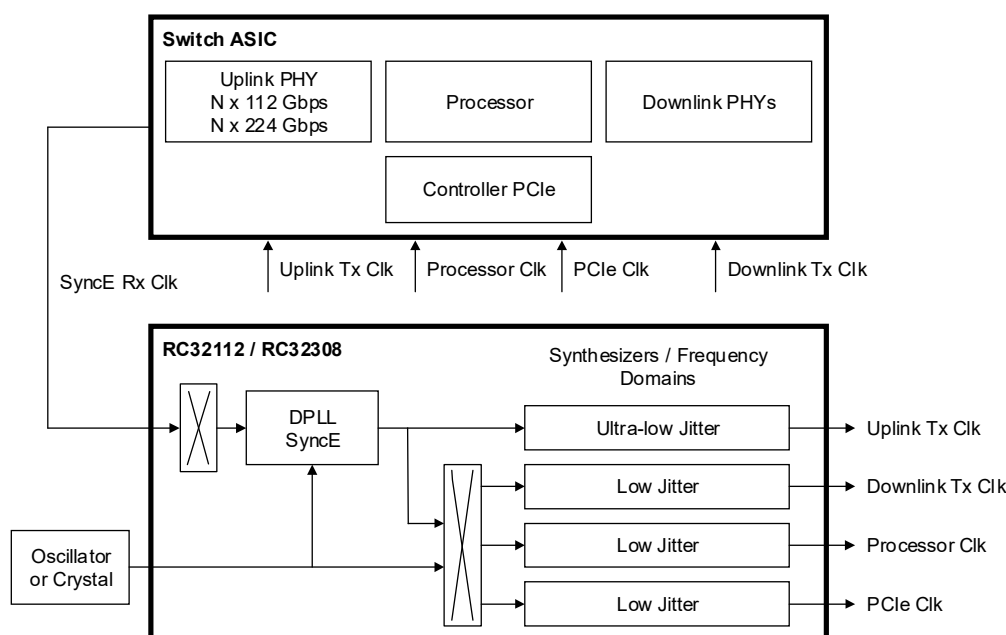 Switch ASIC
Uplink PHY
N x 112 Gbps
N x 224 Gbps
Processor
Downlink PHYs
Controller PCIe
Uplink Tx Clk
Processor Clk
PCIe Clk
Downlink Tx Clk
SyncE Rx Clk
RC32112 / RC32308
Synthesizers / Frequency
Domains
DPLL
SyncE
Ultra-low Jitter
Uplink Tx Clk
Low Jitter
Downlink Tx Clk
Low Jitter
Processor Clk
Low Jitter
PCIe Clk
Oscillator
or Crystal